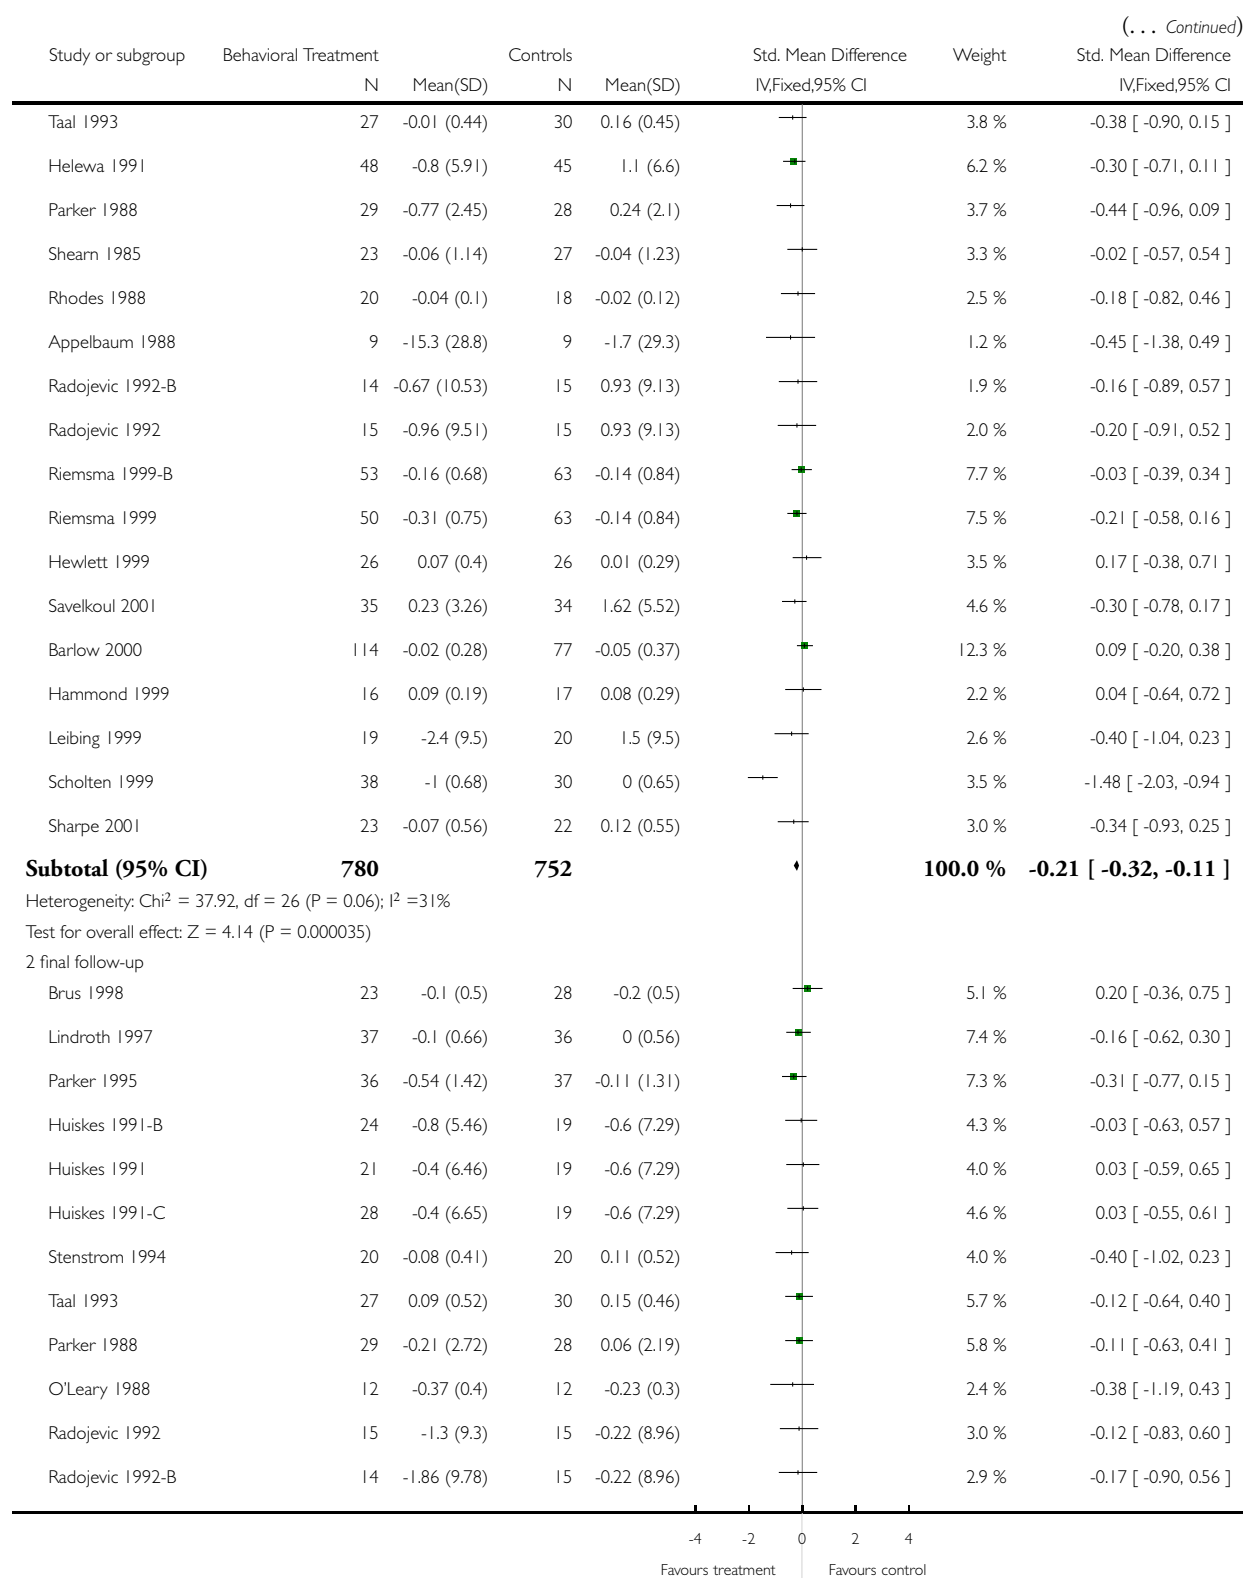 (... Continued)
Study or subgroup Behavioral Treatment Controls Std. Mean Difference Weight Std. Mean Difference
N Mean(SD) N Mean(SD) IV,Fixed,95% CI IV,Fixed,95% CI
Taal 1993 27 -0.01 (0.44) 30 0.16 (0.45) 3.8 % -0.38 [ -0.90, 0.15 ]
Helewa 1991 48 -0.8 (5.91) 45 1.1 (6.6) 6.2 % -0.30 [ -0.71, 0.11 ]
Parker 1988 29 -0.77 (2.45) 28 0.24 (2.1) 3.7 % -0.44 [ -0.96, 0.09 ]
Shearn 1985 23 -0.06 (1.14) 27 -0.04 (1.23) 3.3 % -0.02 [ -0.57, 0.54 ]
Rhodes 1988 20 -0.04 (0.1) 18 -0.02 (0.12) 2.5 % -0.18 [ -0.82, 0.46 ]
Appelbaum 1988 9 -15.3 (28.8) 9 -1.7 (29.3) 1.2 % -0.45 [ -1.38, 0.49 ]
Radojevic 1992-B 14 -0.67 (10.53) 15 0.93 (9.13) 1.9 % -0.16 [ -0.89, 0.57 ]
Radojevic 1992 15 -0.96 (9.51) 15 0.93 (9.13) 2.0 % -0.20 [ -0.91, 0.52 ]
Riemsma 1999-B 53 -0.16 (0.68) 63 -0.14 (0.84) 7.7 % -0.03 [ -0.39, 0.34 ]
Riemsma 1999 50 -0.31 (0.75) 63 -0.14 (0.84) 7.5 % -0.21 [ -0.58, 0.16 ]
Hewlett 1999 26 0.07 (0.4) 26 0.01 (0.29) 3.5 % 0.17 [ -0.38, 0.71 ]
Savelkoul 2001 35 0.23 (3.26) 34 1.62 (5.52) 4.6 % -0.30 [ -0.78, 0.17 ]
Barlow 2000 114 -0.02 (0.28) 77 -0.05 (0.37) 12.3 % 0.09 [ -0.20, 0.38 ]
Hammond 1999 16 0.09 (0.19) 17 0.08 (0.29) 2.2 % 0.04 [ -0.64, 0.72 ]
Leibing 1999 19 -2.4 (9.5) 20 1.5 (9.5) 2.6 % -0.40 [ -1.04, 0.23 ]
Scholten 1999 38 -1 (0.68) 30 0 (0.65) 3.5 % -1.48 [ -2.03, -0.94 ]
Sharpe 2001 23 -0.07 (0.56) 22 0.12 (0.55) 3.0 % -0.34 [ -0.93, 0.25 ]
Subtotal (95% CI) 780 752 100.0 % -0.21 [ -0.32, -0.11 ]
Heterogeneity: Chi² = 37.92, df = 26 (P = 0.06); I² =31%
Test for overall effect: Z = 4.14 (P = 0.000035)
2 final follow-up
Brus 1998 23 -0.1 (0.5) 28 -0.2 (0.5) 5.1 % 0.20 [ -0.36, 0.75 ]
Lindroth 1997 37 -0.1 (0.66) 36 0 (0.56) 7.4 % -0.16 [ -0.62, 0.30 ]
Parker 1995 36 -0.54 (1.42) 37 -0.11 (1.31) 7.3 % -0.31 [ -0.77, 0.15 ]
Huiskes 1991-B 24 -0.8 (5.46) 19 -0.6 (7.29) 4.3 % -0.03 [ -0.63, 0.57 ]
Huiskes 1991 21 -0.4 (6.46) 19 -0.6 (7.29) 4.0 % 0.03 [ -0.59, 0.65 ]
Huiskes 1991-C 28 -0.4 (6.65) 19 -0.6 (7.29) 4.6 % 0.03 [ -0.55, 0.61 ]
Stenstrom 1994 20 -0.08 (0.41) 20 0.11 (0.52) 4.0 % -0.40 [ -1.02, 0.23 ]
Taal 1993 27 0.09 (0.52) 30 0.15 (0.46) 5.7 % -0.12 [ -0.64, 0.40 ]
Parker 1988 29 -0.21 (2.72) 28 0.06 (2.19) 5.8 % -0.11 [ -0.63, 0.41 ]
O'Leary 1988 12 -0.37 (0.4) 12 -0.23 (0.3) 2.4 % -0.38 [ -1.19, 0.43 ]
Radojevic 1992 15 -1.3 (9.3) 15 -0.22 (8.96) 3.0 % -0.12 [ -0.83, 0.60 ]
Radojevic 1992-B 14 -1.86 (9.78) 15 -0.22 (8.96) 2.9 % -0.17 [ -0.90, 0.56 ]
-4 -2 0 2 4
Favours treatment Favours control